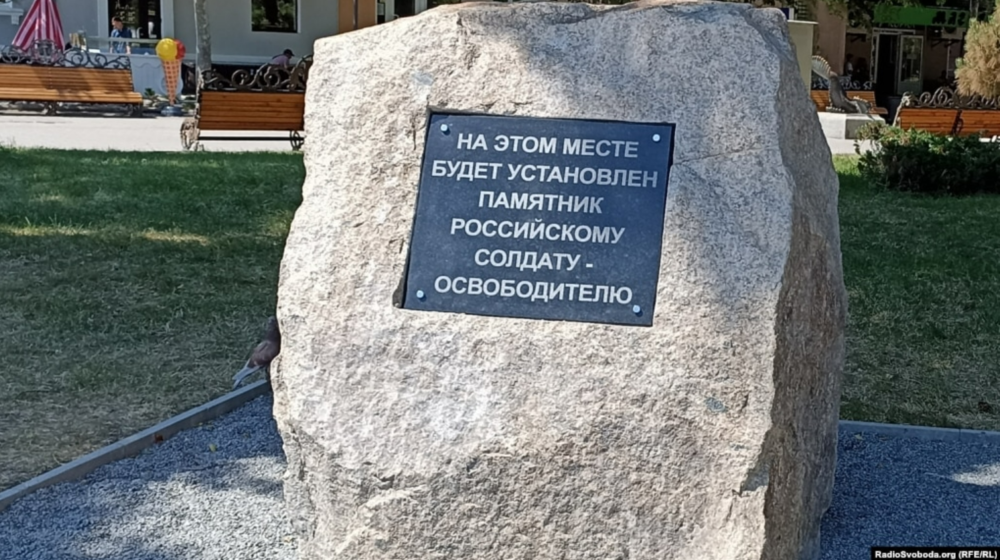 НА ЭТОМ МЕСТЕ
БУДЕТ УСТАНОВЛЕН
ПАМЯТНИК
РОССИЙСКОМУ
СОЛДАТУ -
ОСВОБОДИТЕЛЮ
RadioSvoboda.org (RFE/RL)